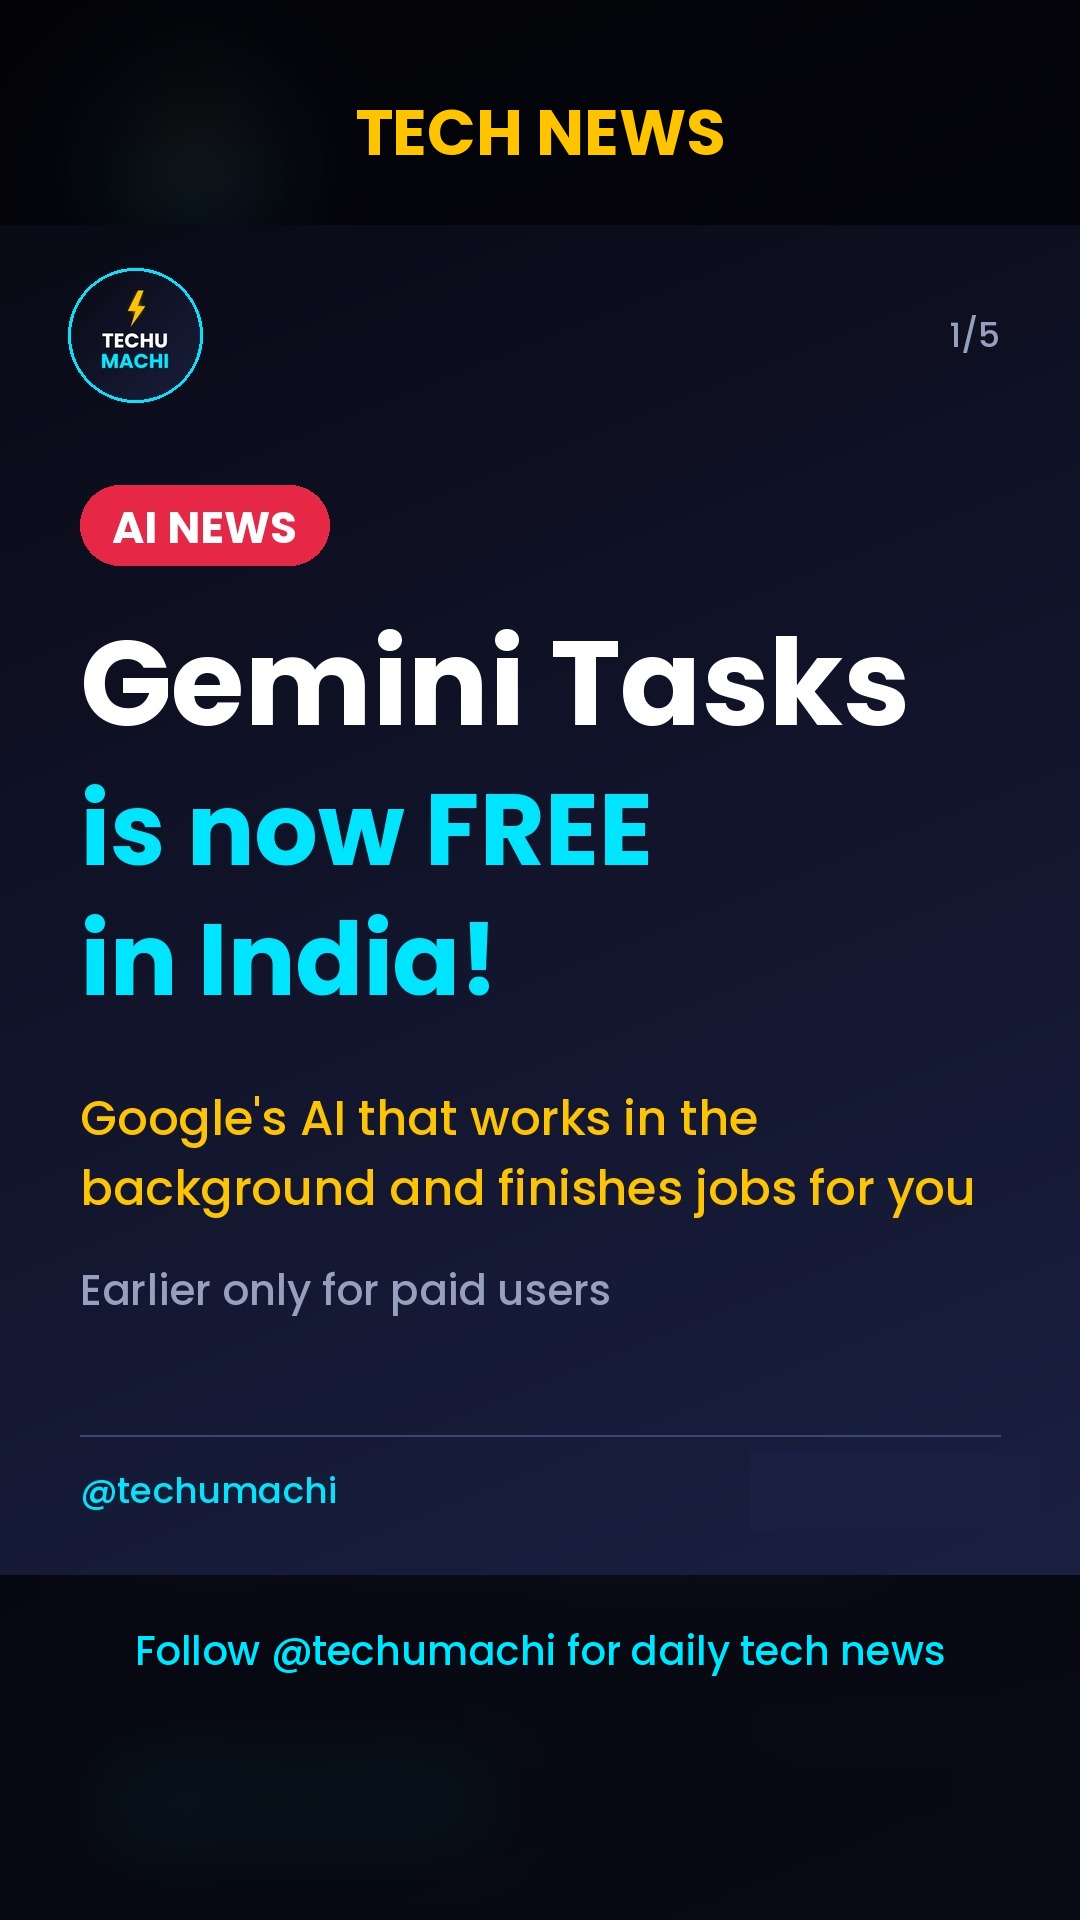 TECH NEWS
TECHU
MACHI
1/5
AI NEWS
Gemini Tasks
is now FREE
in India!
Google's AI that works in the
background and finishes jobs for you
Earlier only for paid users
@techumachi
Follow @techumachi for daily tech news